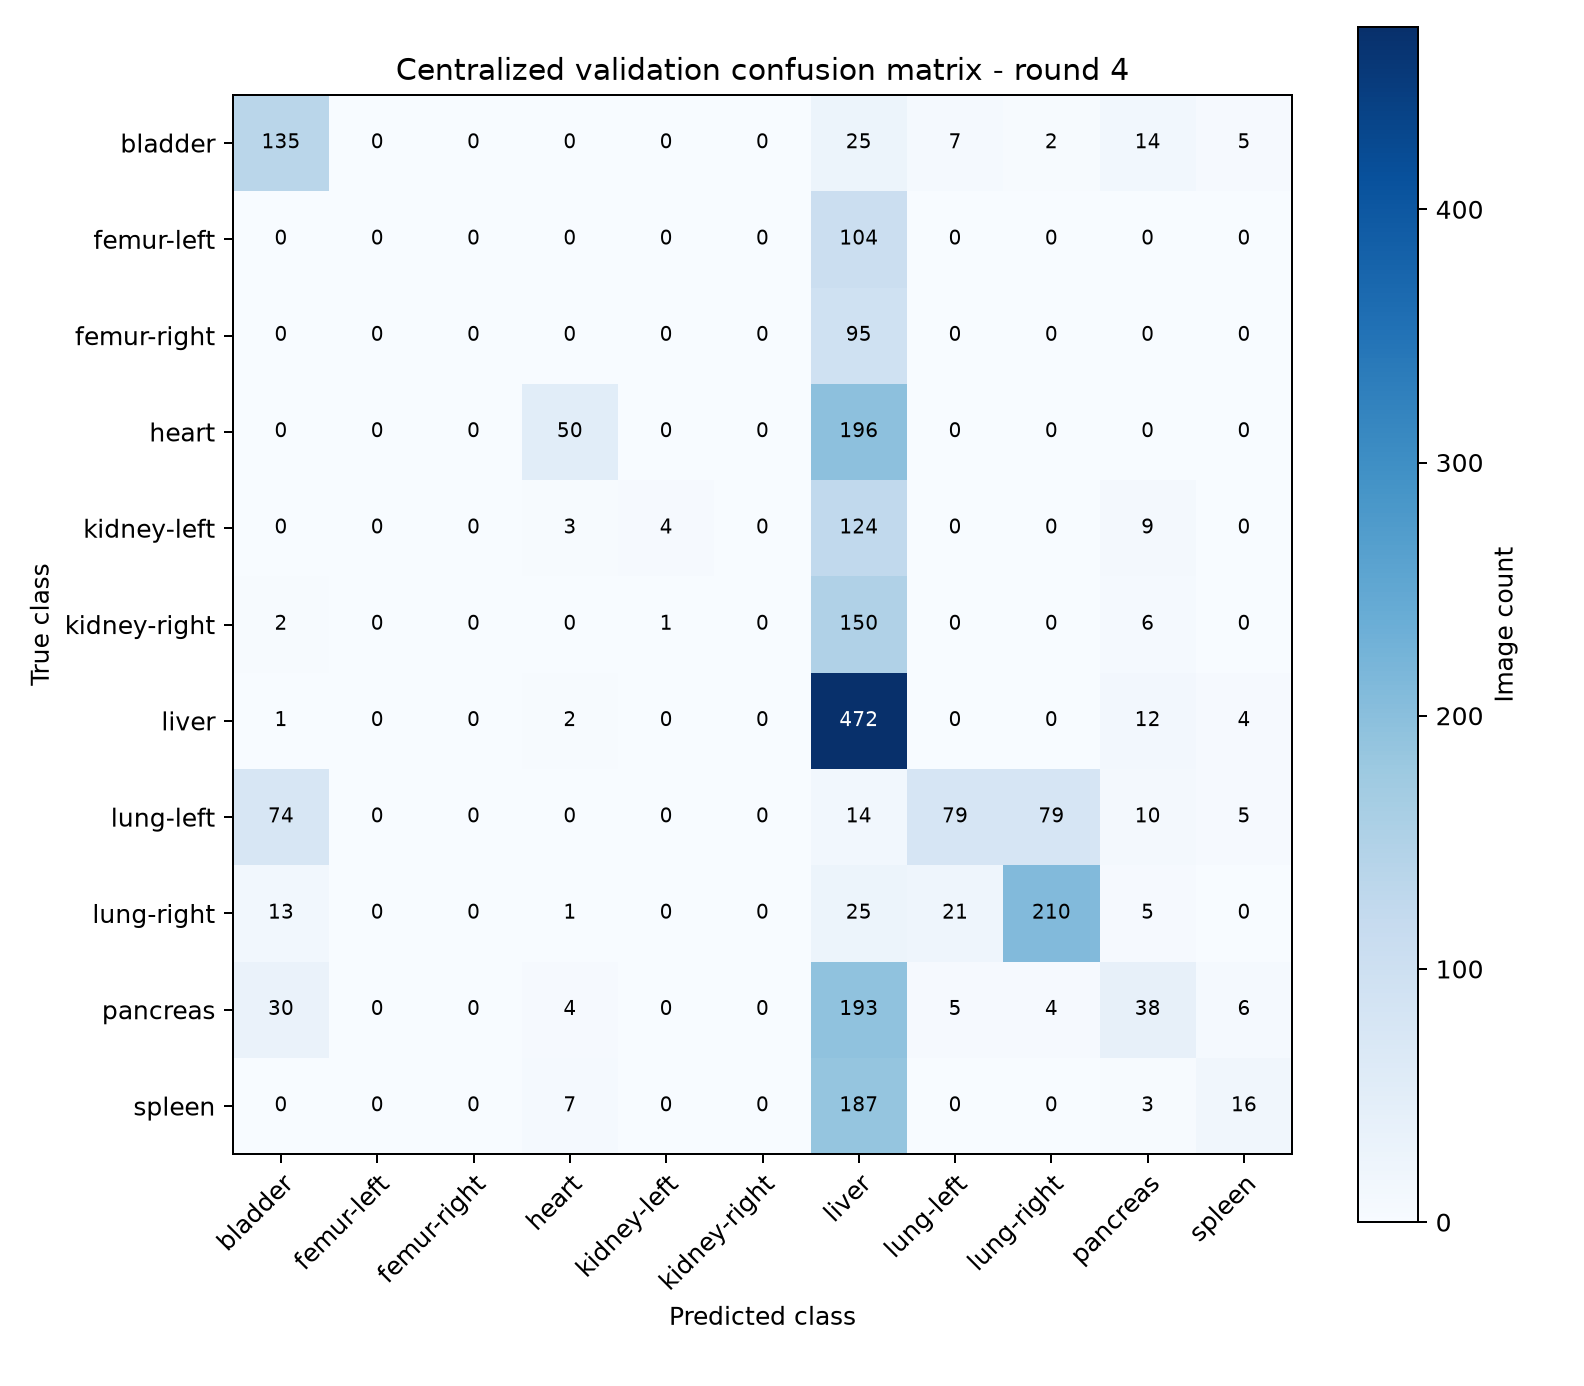 Centralized validation confusion matrix - round 4
bladder 135 0 0 0 0 0 25 7 2 14 5
femur-left 0 0 0 0 0 0 104 0 0 0 0
femur-right 0 0 0 0 0 0 95 0 0 0 0
heart 0 0 0 50 0 0 196 0 0 0 0
kidney-left 0 0 0 3 4 0 124 0 0 9 0
kidney-right 2 0 0 0 1 0 150 0 0 6 0
liver 1 0 0 2 0 0 472 0 0 12 4
lung-left 74 0 0 0 0 0 14 79 79 10 5
lung-right 13 0 0 1 0 0 25 21 210 5 0
pancreas 30 0 0 4 0 0 193 5 4 38 6
spleen 0 0 0 7 0 0 187 0 0 3 16
True class
bladder femur-left femur-right heart kidney-left kidney-right liver lung-left lung-right pancreas spleen
Predicted class
400
300
200
100
0
Image count